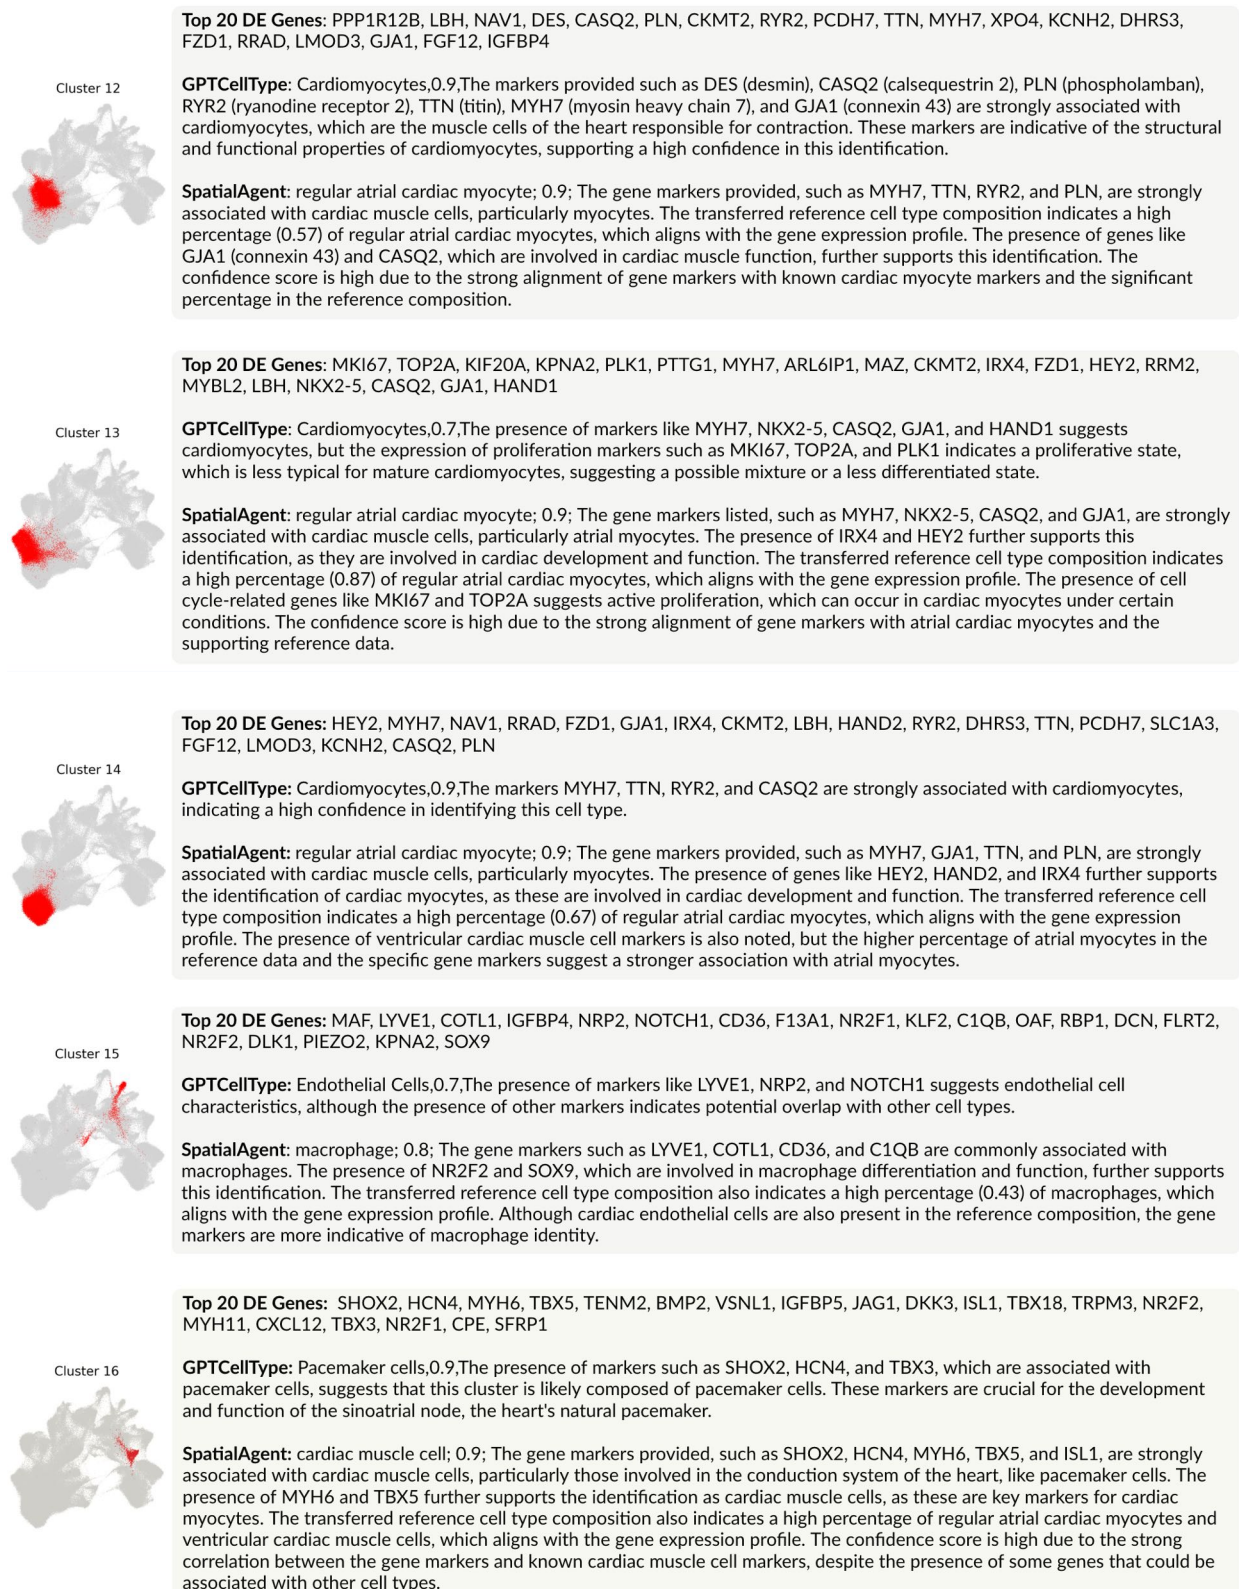 Top 20 DE Genes: PPP1R12B, LBH, NAV1, DES, CASQ2, PLN, CKMT2, RYR2, PCDH7, TTN, MYH7, XPO4, KCNH2, DHRS3,
FZD1, RRAD, LMOD3, GJA1, FGF12, IGFBP4
Cluster 12
GPTCellType: Cardiomyocytes,0.9,The markers provided such as DES (desmin), CASQ2 (calsequestrin 2), PLN (phospholamban),
RYR2 (ryanodine receptor 2), TTN (titin), MYH7 (myosin heavy chain 7), and GJA1 (connexin 43) are strongly associated with
cardiomyocytes, which are the muscle cells of the heart responsible for contraction. These markers are indicative of the structural
and functional properties of cardiomyocytes, supporting a high confidence in this identification.
SpatialAgent: regular atrial cardiac myocyte; 0.9; The gene markers provided, such as MYH7, TTN, RYR2, and PLN, are strongly
associated with cardiac muscle cells, particularly myocytes. The transferred reference cell type composition indicates a high
percentage (0.57) of regular atrial cardiac myocytes, which aligns with the gene expression profile. The presence of genes like
GJA1 (connexin 43) and CASQ2, which are involved in cardiac muscle function, further supports this identification. The
confidence score is high due to the strong alignment of gene markers with known cardiac myocyte markers and the significant
percentage in the reference composition.
Top 20 DE Genes: MKI67, TOP2A, KIF20A, KPNA2, PLK1, PTTG1, MYH7, ARL6IP1, MAZ, CKMT2, IRX4, FZD1, HEY2, RRM2,
MYBL2, LBH, NKX2-5, CASQ2, GJA1, HAND1
Cluster 13
GPTCellType: Cardiomyocytes,0.7,The presence of markers like MYH7, NKX2-5, CASQ2, GJA1, and HAND1 suggests
cardiomyocytes, but the expression of proliferation markers such as MKI67, TOP2A, and PLK1 indicates a proliferative state,
which is less typical for mature cardiomyocytes, suggesting a possible mixture or a less differentiated state.
SpatialAgent: regular atrial cardiac myocyte; 0.9; The gene markers listed, such as MYH7, NKX2-5, CASQ2, and GJA1, are strongly
associated with cardiac muscle cells, particularly atrial myocytes. The presence of IRX4 and HEY2 further supports this
identification, as they are involved in cardiac development and function. The transferred reference cell type composition indicates
a high percentage (0.87) of regular atrial cardiac myocytes, which aligns with the gene expression profile. The presence of cell
cycle-related genes like MKI67 and TOP2A suggests active proliferation, which can occur in cardiac myocytes under certain
conditions. The confidence score is high due to the strong alignment of gene markers with atrial cardiac myocytes and the
supporting reference data.
Top 20 DE Genes: HEY2, MYH7, NAV1, RRAD, FZD1, GJA1, IRX4, CKMT2, LBH, HAND2, RYR2, DHRS3, TTN, PCDH7, SLC1A3,
FGF12, LMOD3, KCNH2, CASQ2, PLN
Cluster 14
GPTCellType: Cardiomyocytes,0.9,The markers MYH7, TTN, RYR2, and CASQ2 are strongly associated with cardiomyocytes,
indicating a high confidence in identifying this cell type.
SpatialAgent: regular atrial cardiac myocyte; 0.9; The gene markers provided, such as MYH7, GJA1, TTN, and PLN, are strongly
associated with cardiac muscle cells, particularly myocytes. The presence of genes like HEY2, HAND2, and IRX4 further supports
the identification of cardiac myocytes, as these are involved in cardiac development and function. The transferred reference cell
type composition indicates a high percentage (0.67) of regular atrial cardiac myocytes, which aligns with the gene expression
profile. The presence of ventricular cardiac muscle cell markers is also noted, but the higher percentage of atrial myocytes in the
reference data and the specific gene markers suggest a stronger association with atrial myocytes.
Top 20 DE Genes: MAF, LYVE1, COTL1, IGFBP4, NRP2, NOTCH1, CD36, F13A1, NR2F1, KLF2, C1QB, OAF, RBP1, DCN, FLRT2,
NR2F2, DLK1, PIEZO2, KPNA2, SOX9
Cluster 15
GPTCellType: Endothelial Cells,0.7,The presence of markers like LYVE1, NRP2, and NOTCH1 suggests endothelial cell
characteristics, although the presence of other markers indicates potential overlap with other cell types.
SpatialAgent: macrophage; 0.8; The gene markers such as LYVE1, COTL1, CD36, and C1QB are commonly associated with
macrophages. The presence of NR2F2 and SOX9, which are involved in macrophage differentiation and function, further supports
this identification. The transferred reference cell type composition also indicates a high percentage (0.43) of macrophages, which
aligns with the gene expression profile. Although cardiac endothelial cells are also present in the reference composition, the gene
markers are more indicative of macrophage identity.
Top 20 DE Genes: SHOX2, HCN4, MYH6, TBX5, TENM2, BMP2, VSNL1, IGFBP5, JAG1, DKK3, ISL1, TBX18, TRPM3, NR2F2,
MYH11, CXCL12, TBX3, NR2F1, CPE, SFRP1
Cluster 16
GPTCellType: Pacemaker cells,0.9,The presence of markers such as SHOX2, HCN4, and TBX3, which are associated with
pacemaker cells, suggests that this cluster is likely composed of pacemaker cells. These markers are crucial for the development
and function of the sinoatrial node, the heart's natural pacemaker.
SpatialAgent: cardiac muscle cell; 0.9; The gene markers provided, such as SHOX2, HCN4, MYH6, TBX5, and ISL1, are strongly
associated with cardiac muscle cells, particularly those involved in the conduction system of the heart, like pacemaker cells. The
presence of MYH6 and TBX5 further supports the identification as cardiac muscle cells, as these are key markers for cardiac
myocytes. The transferred reference cell type composition also indicates a high percentage of regular atrial cardiac myocytes and
ventricular cardiac muscle cells, which aligns with the gene expression profile. The confidence score is high due to the strong
correlation between the gene markers and known cardiac muscle cell markers, despite the presence of some genes that could be
associated with other cell types.